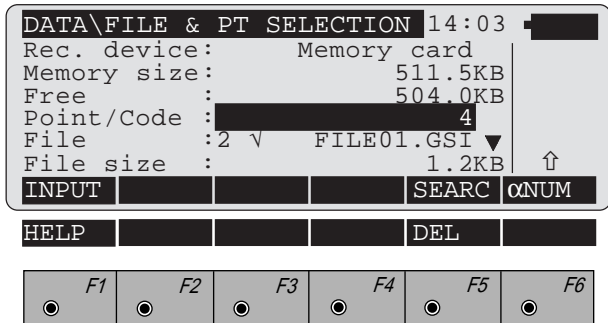 DATA\FILE & PT SELECTION 14:03
Rec. device: Memory card
Memory size: 511.5KB
Free : 504.0KB
Point/Code : 4
File :2 √ FILE01.GSI ▼
File size : 1.2KB ⇧
INPUT SEARC αNUM
HELP DEL
F1 F2 F3 F4 F5 F6